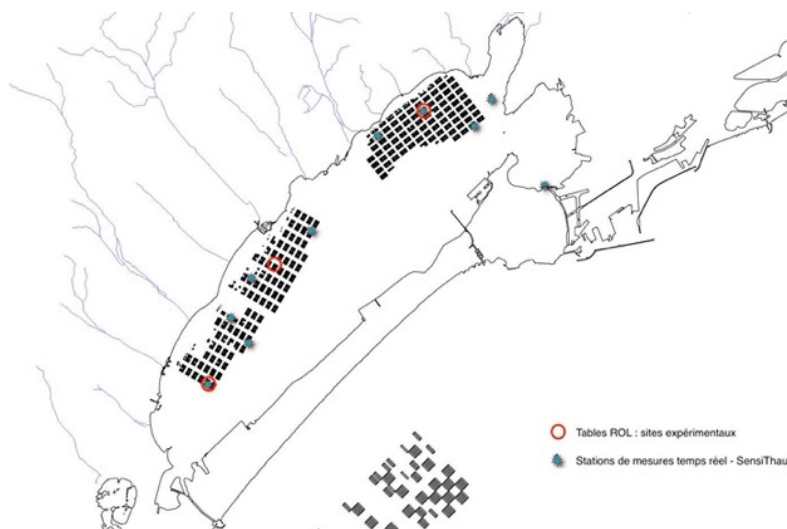 Tables ROL : sites expérimentaux
Stations de mesures temps réel - SensiThau